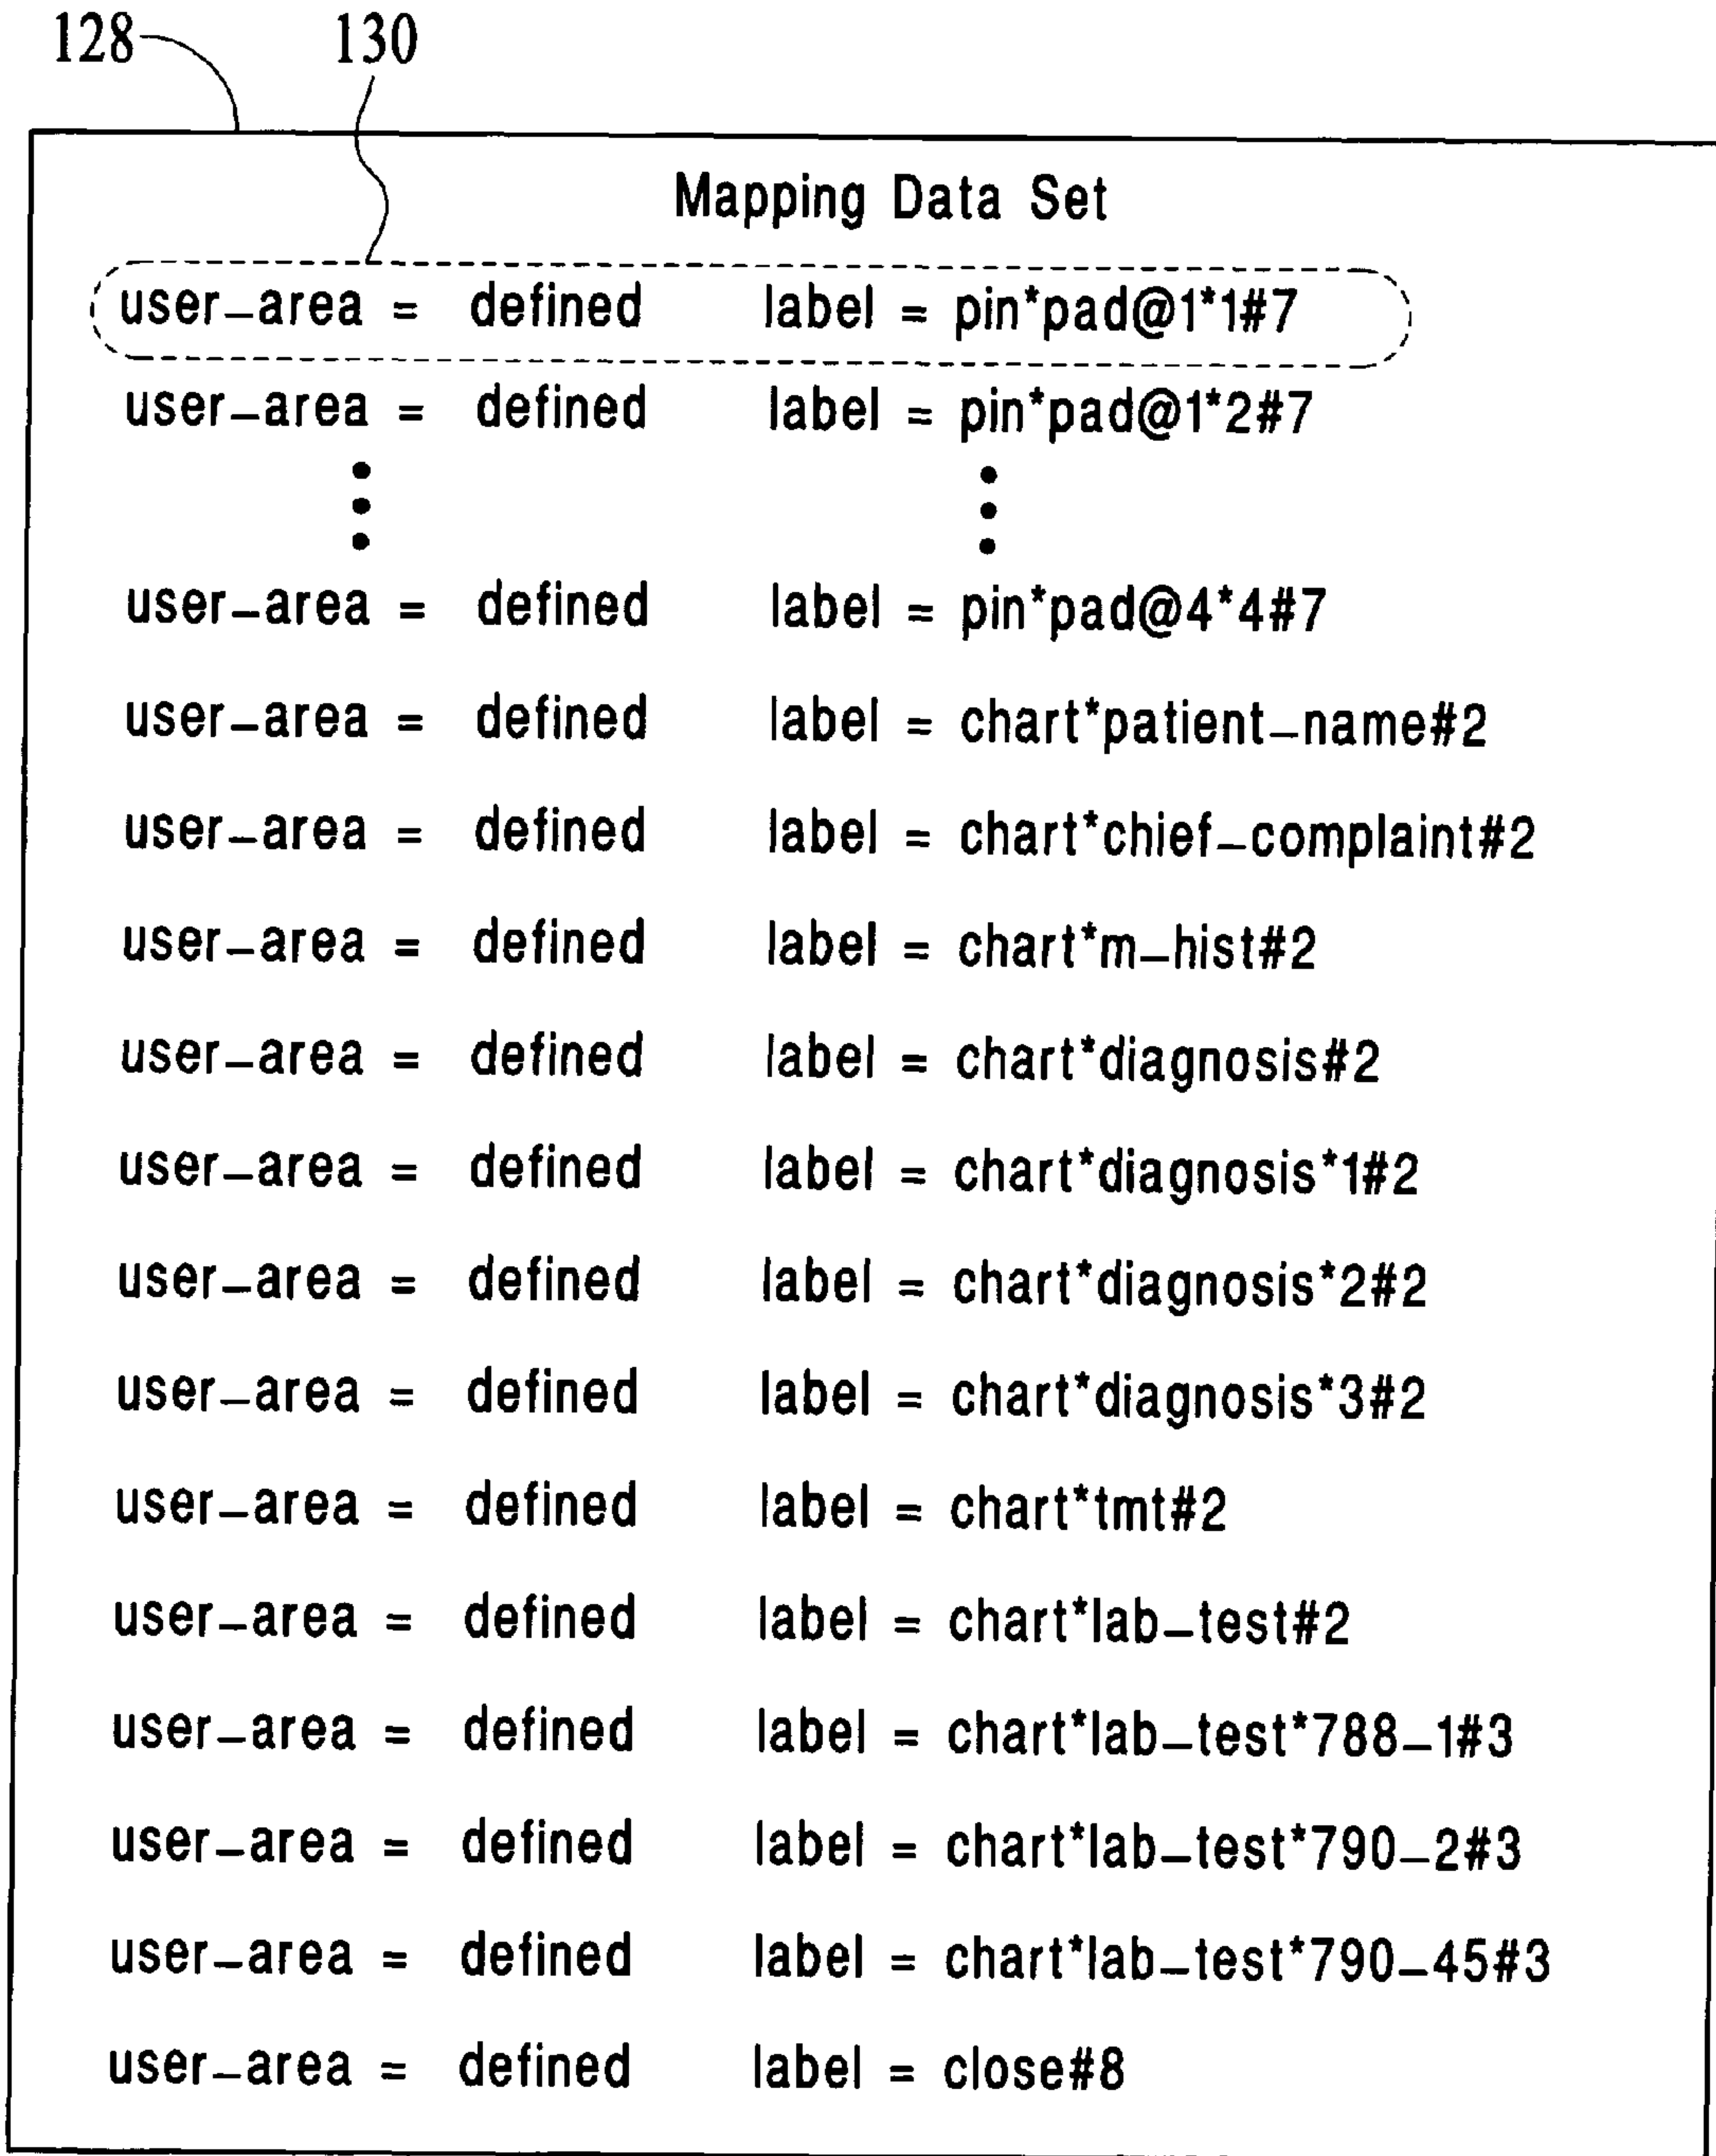 128 130
Mapping Data Set
user-area = defined label = pin*pad@1*1#7
user-area = defined label = pin*pad@1*2#7
user-area = defined label = pin*pad@4*4#7
user-area = defined label = chart*patient-name#2
user-area = defined label = chart*chief-complaint#2
user-area = defined label = chart*m-hist#2
user-area = defined label = chart*diagnosis#2
user-area = defined label = chart*diagnosis*1#2
user-area = defined label = chart*diagnosis*2#2
user-area = defined label = chart*diagnosis*3#2
user-area = defined label = chart*tmt#2
user-area = defined label = chart*lab-test#2
user-area = defined label = chart*lab-test*788-1#3
user-area = defined label = chart*lab-test*790-2#3
user-area = defined label = chart*lab-test*790-45#3
user-area = defined label = close#8